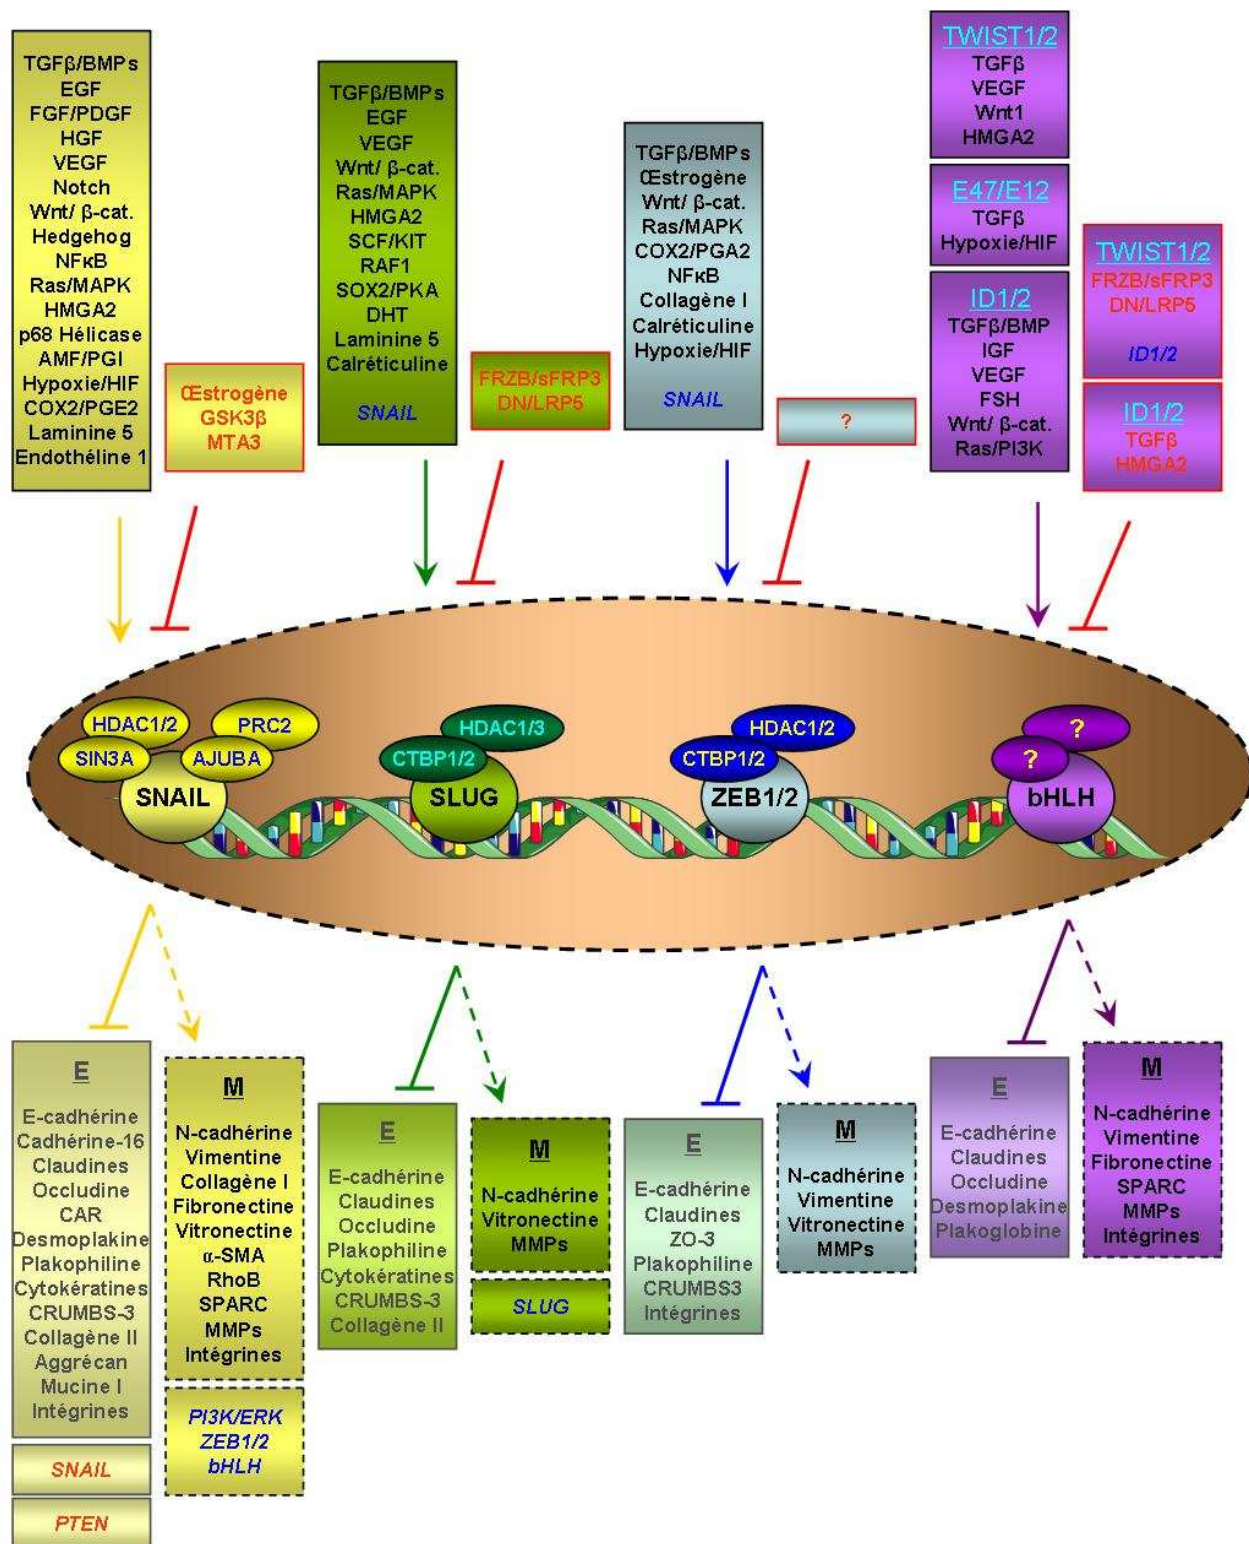 TGFβ/BMPs
EGF
FGF/PDGF
HGF
VEGF
Notch
Wnt/ β-cat.
Hedgehog
NFκB
Ras/MAPK
HMGA2
p68 Hélicase
AMF/PGI
Hypoxie/HIF
COX2/PGE2
Laminine 5
Endothéline 1
Œstrogène
GSK3β
MTA3
TGFβ/BMPs
EGF
VEGF
Wnt/ β-cat.
Ras/MAPK
HMGA2
SCF/KIT
RAF1
SOX2/PKA
DHT
Laminine 5
Calréticuline
SNAIL
FRZB/sFRP3
DN/LRP5
TGFβ/BMPs
Œstrogène
Wnt/ β-cat.
Ras/MAPK
COX2/PGA2
NFκB
Collagène I
Calréticuline
Hypoxie/HIF
SNAIL
?
TWIST1/2
TGFβ
VEGF
Wnt1
HMGA2
E47/E12
TGFβ
Hypoxie/HIF
ID1/2
TGFβ/BMP
IGF
VEGF
FSH
Wnt/ β-cat.
Ras/PI3K
TWIST1/2
FRZB/sFRP3
DN/LRP5
ID1/2
ID1/2
TGFβ
HMGA2
HDAC1/2
PRC2
SIN3A
AJUBA
SNAIL
HDAC1/3
CTBP1/2
SLUG
HDAC1/2
CTBP1/2
ZEB1/2
?
?
bHLH
E
E-cadhérine
Cadhérine-16
Claudines
Occludine
CAR
Desmoplakine
Plakophiline
Cytokératines
CRUMBS-3
Collagène II
Aggrécan
Mucine I
Intégrines
SNAIL
PTEN
M
N-cadhérine
Vimentine
Collagène I
Fibronectine
Vitronectine
α-SMA
RhoB
SPARC
MMPs
Intégrines
PI3K/ERK
ZEB1/2
bHLH
E
E-cadhérine
Claudines
Occludine
Plakophiline
Cytokératines
CRUMBS-3
Collagène II
M
N-cadhérine
Vitronectine
MMPs
SLUG
E
E-cadhérine
Claudines
ZO-3
Plakophiline
CRUMBS3
Intégrines
M
N-cadhérine
Vimentine
Vitronectine
MMPs
E
E-cadhérine
Claudines
Occludine
Desmoplakine
Plakoglobine
M
N-cadhérine
Vimentine
Fibronectine
SPARC
MMPs
Intégrines